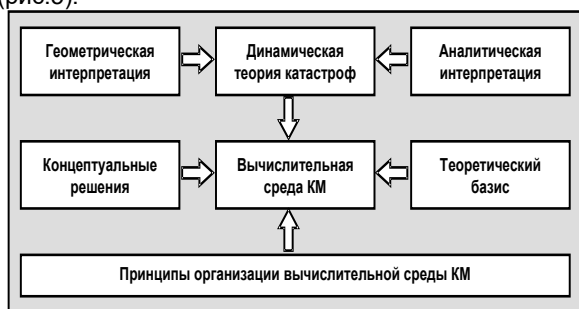 (рис.3).
Геометрическая интерпретация
Динамическая теория катастроф
Аналитическая интерпретация
Концептуальные решения
Вычислительная среда КМ
Теоретический базис
Принципы организации вычислительной среды КМ